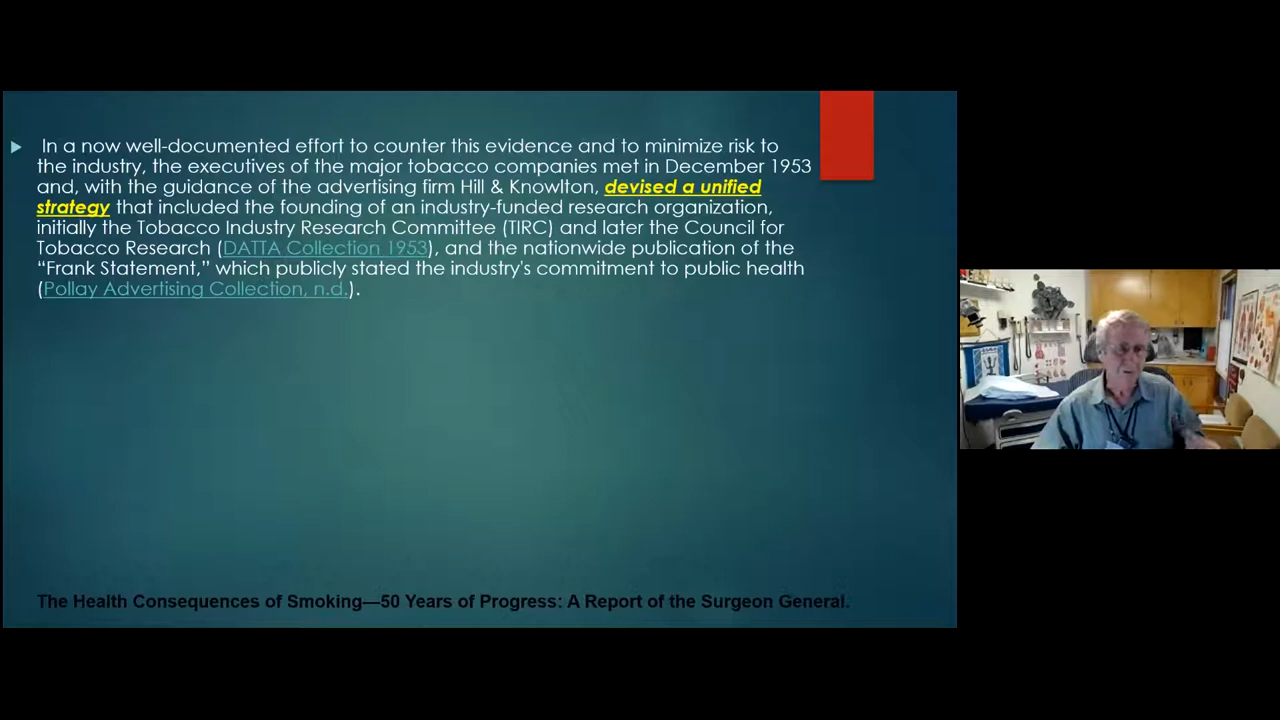 In a now well-documented effort to counter this evidence and to minimize risk to
the industry, the executives of the major tobacco companies met in December 1953
and, with the guidance of the advertising firm Hill & Knowlton, devised a unified
strategy that included the founding of an industry-funded research organization,
initially the Tobacco Industry Research Committee (TIRC) and later the Council for
Tobacco Research (DATTA Collection 1953), and the nationwide publication of the
“Frank Statement,” which publicly stated the industry's commitment to public health
(Pollay Advertising Collection, n.d.).
The Health Consequences of Smoking—50 Years of Progress: A Report of the Surgeon General.